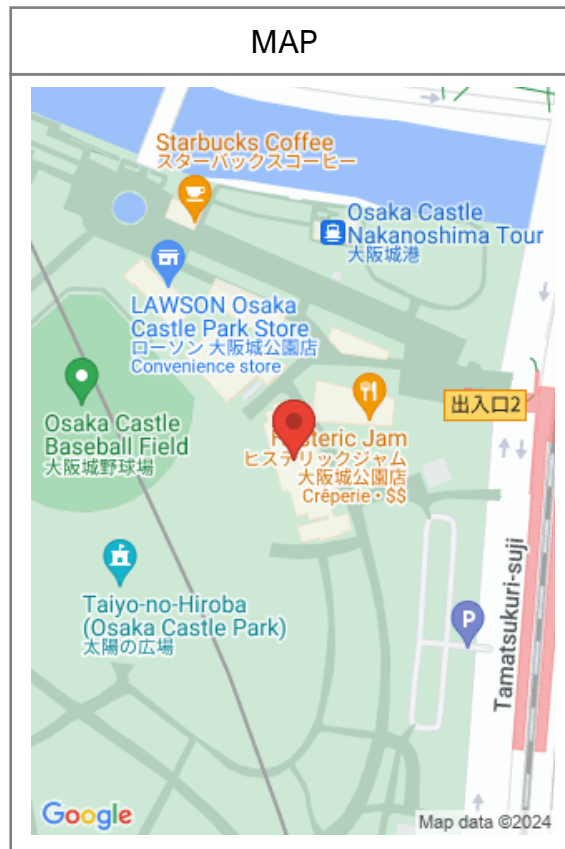 MAP
Starbucks Coffee
スターバックスコーヒー
Osaka Castle
Nakanoshima Tour
大阪城港
LAWSON Osaka
Castle Park Store
ローソン 大阪城公園店
Convenience store
出入口2
Osaka Castle
Baseball Field
大阪城野球場
Jam
ヒステリックジャム
大阪城公園店
Crêperie • $$
Taiyo-no-Hiroba
(Osaka Castle Park)
太陽の広場
P
Tamatsukuri-suji
Google
Map data ©2024